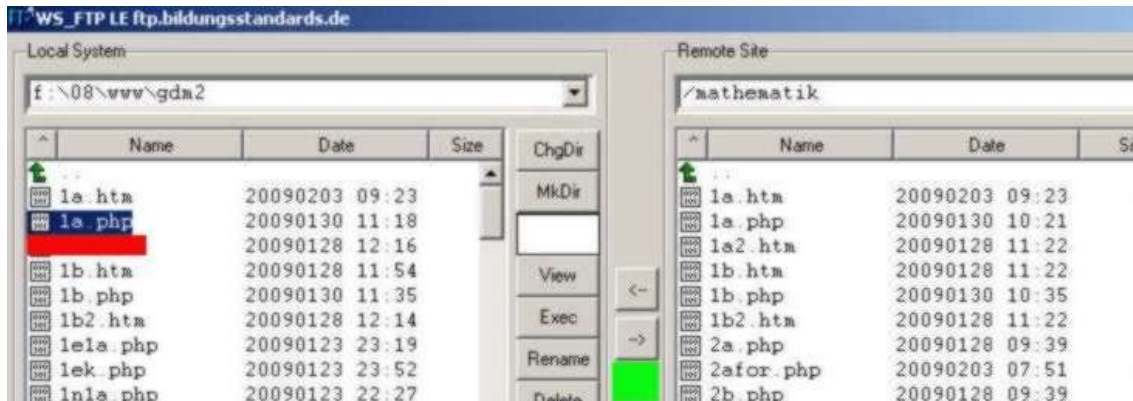 WS_FTP LE ftp.bildungsstandards.de
Local System
f:\08\www\gdm2
^ Name Date Size
..
1a.htm 20090203 09:23
1a.php 20090130 11:18
20090128 12:16
1b.htm 20090128 11:54
1b.php 20090130 11:35
1b2.htm 20090128 12:14
1e1a.php 20090123 23:19
1ek.php 20090123 23:52
1n1a.php 20090123 22:27
ChgDir
MkDir
View
Exec
Rename
Delete
<--
-->
Remote Site
/mathematik
^ Name Date
..
1a.htm 20090203 09:23
1a.php 20090130 10:21
1a2.htm 20090128 11:22
1b.htm 20090128 11:22
1b.php 20090130 10:35
1b2.htm 20090128 11:22
2a.php 20090128 09:39
2afor.php 20090203 07:51
2b.php 20090128 09:39